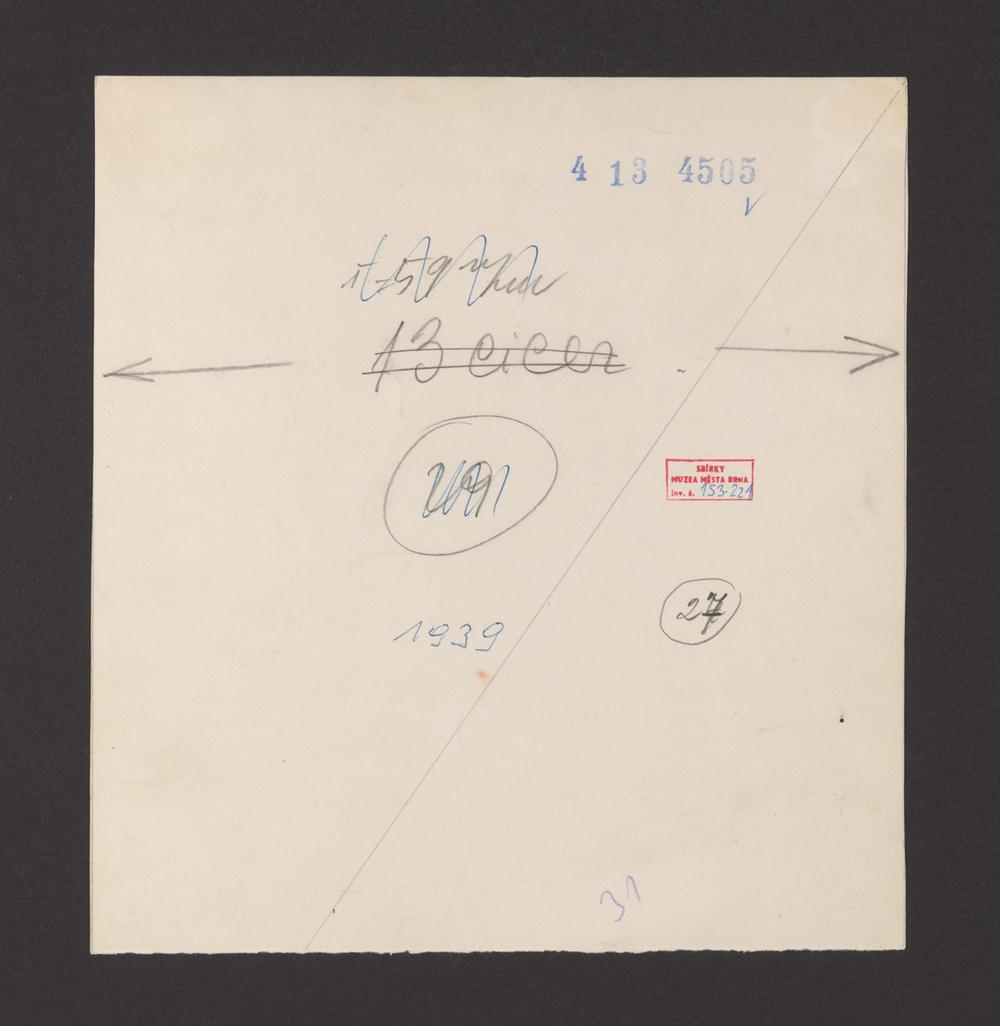 4 13 4505
13 cicer
SBÍRKY
MUZEA MĚSTA BRNA
inv. č. 153.221
27
1939
31